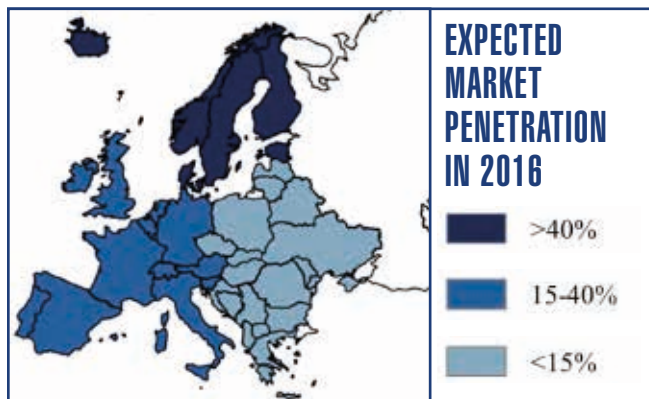 EXPECTED
MARKET
PENETRATION
IN 2016
>40%
15-40%
<15%